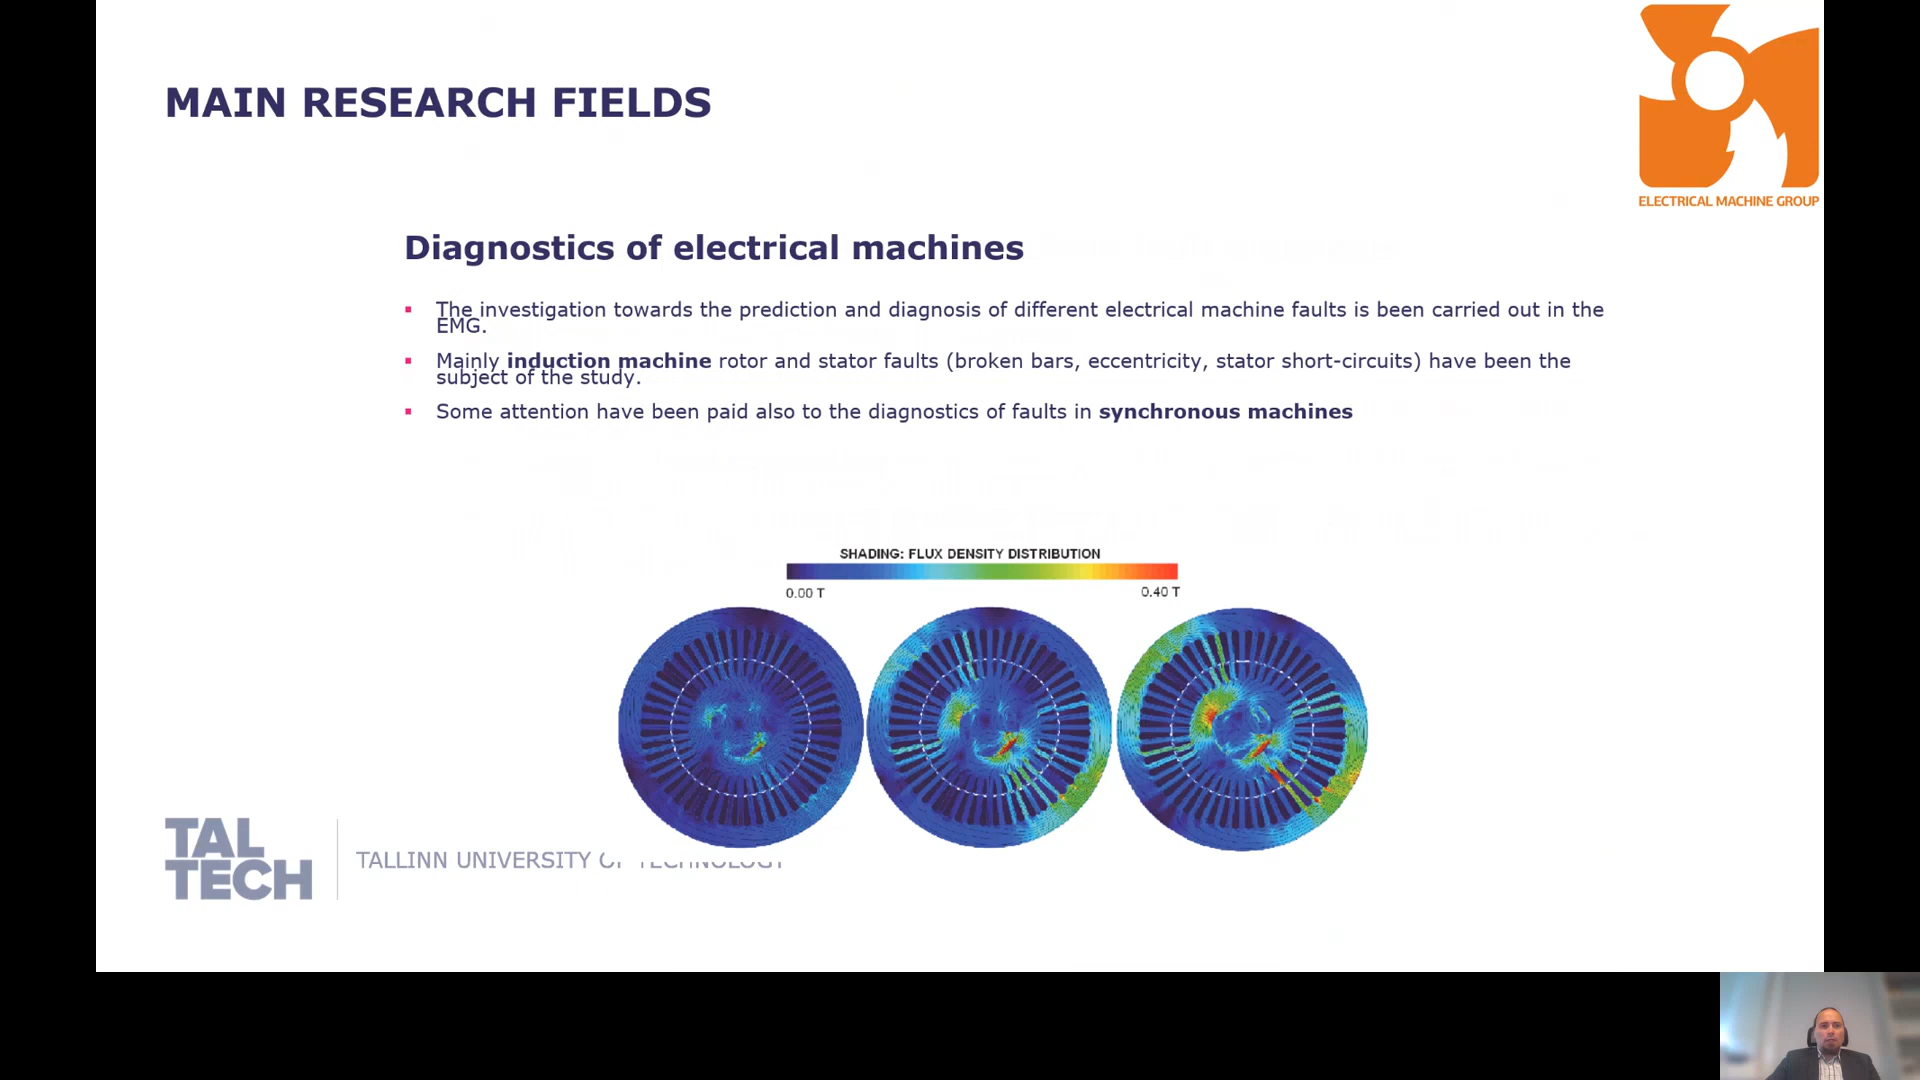 MAIN RESEARCH FIELDS
ELECTRICAL MACHINE GROUP
Diagnostics of electrical machines
▪ The investigation towards the prediction and diagnosis of different electrical machine faults is been carried out in the
EMG.
▪ Mainly induction machine rotor and stator faults (broken bars, eccentricity, stator short-circuits) have been the
subject of the study.
▪ Some attention have been paid also to the diagnostics of faults in synchronous machines
SHADING: FLUX DENSITY DISTRIBUTION
0.00 T 0.40 T
TAL
TECH
TALLINN UNIVERSITY OF TECHNOLOGY